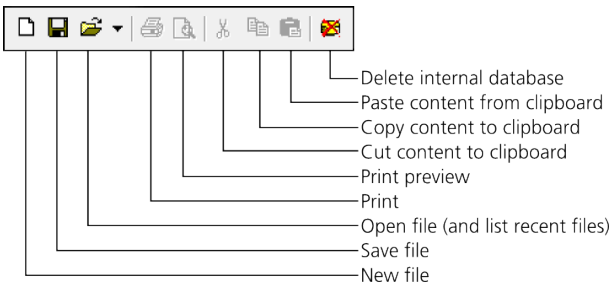 Delete internal database
Paste content from clipboard
Copy content to clipboard
Cut content to clipboard
Print preview
Print
Open file (and list recent files)
Save file
New file